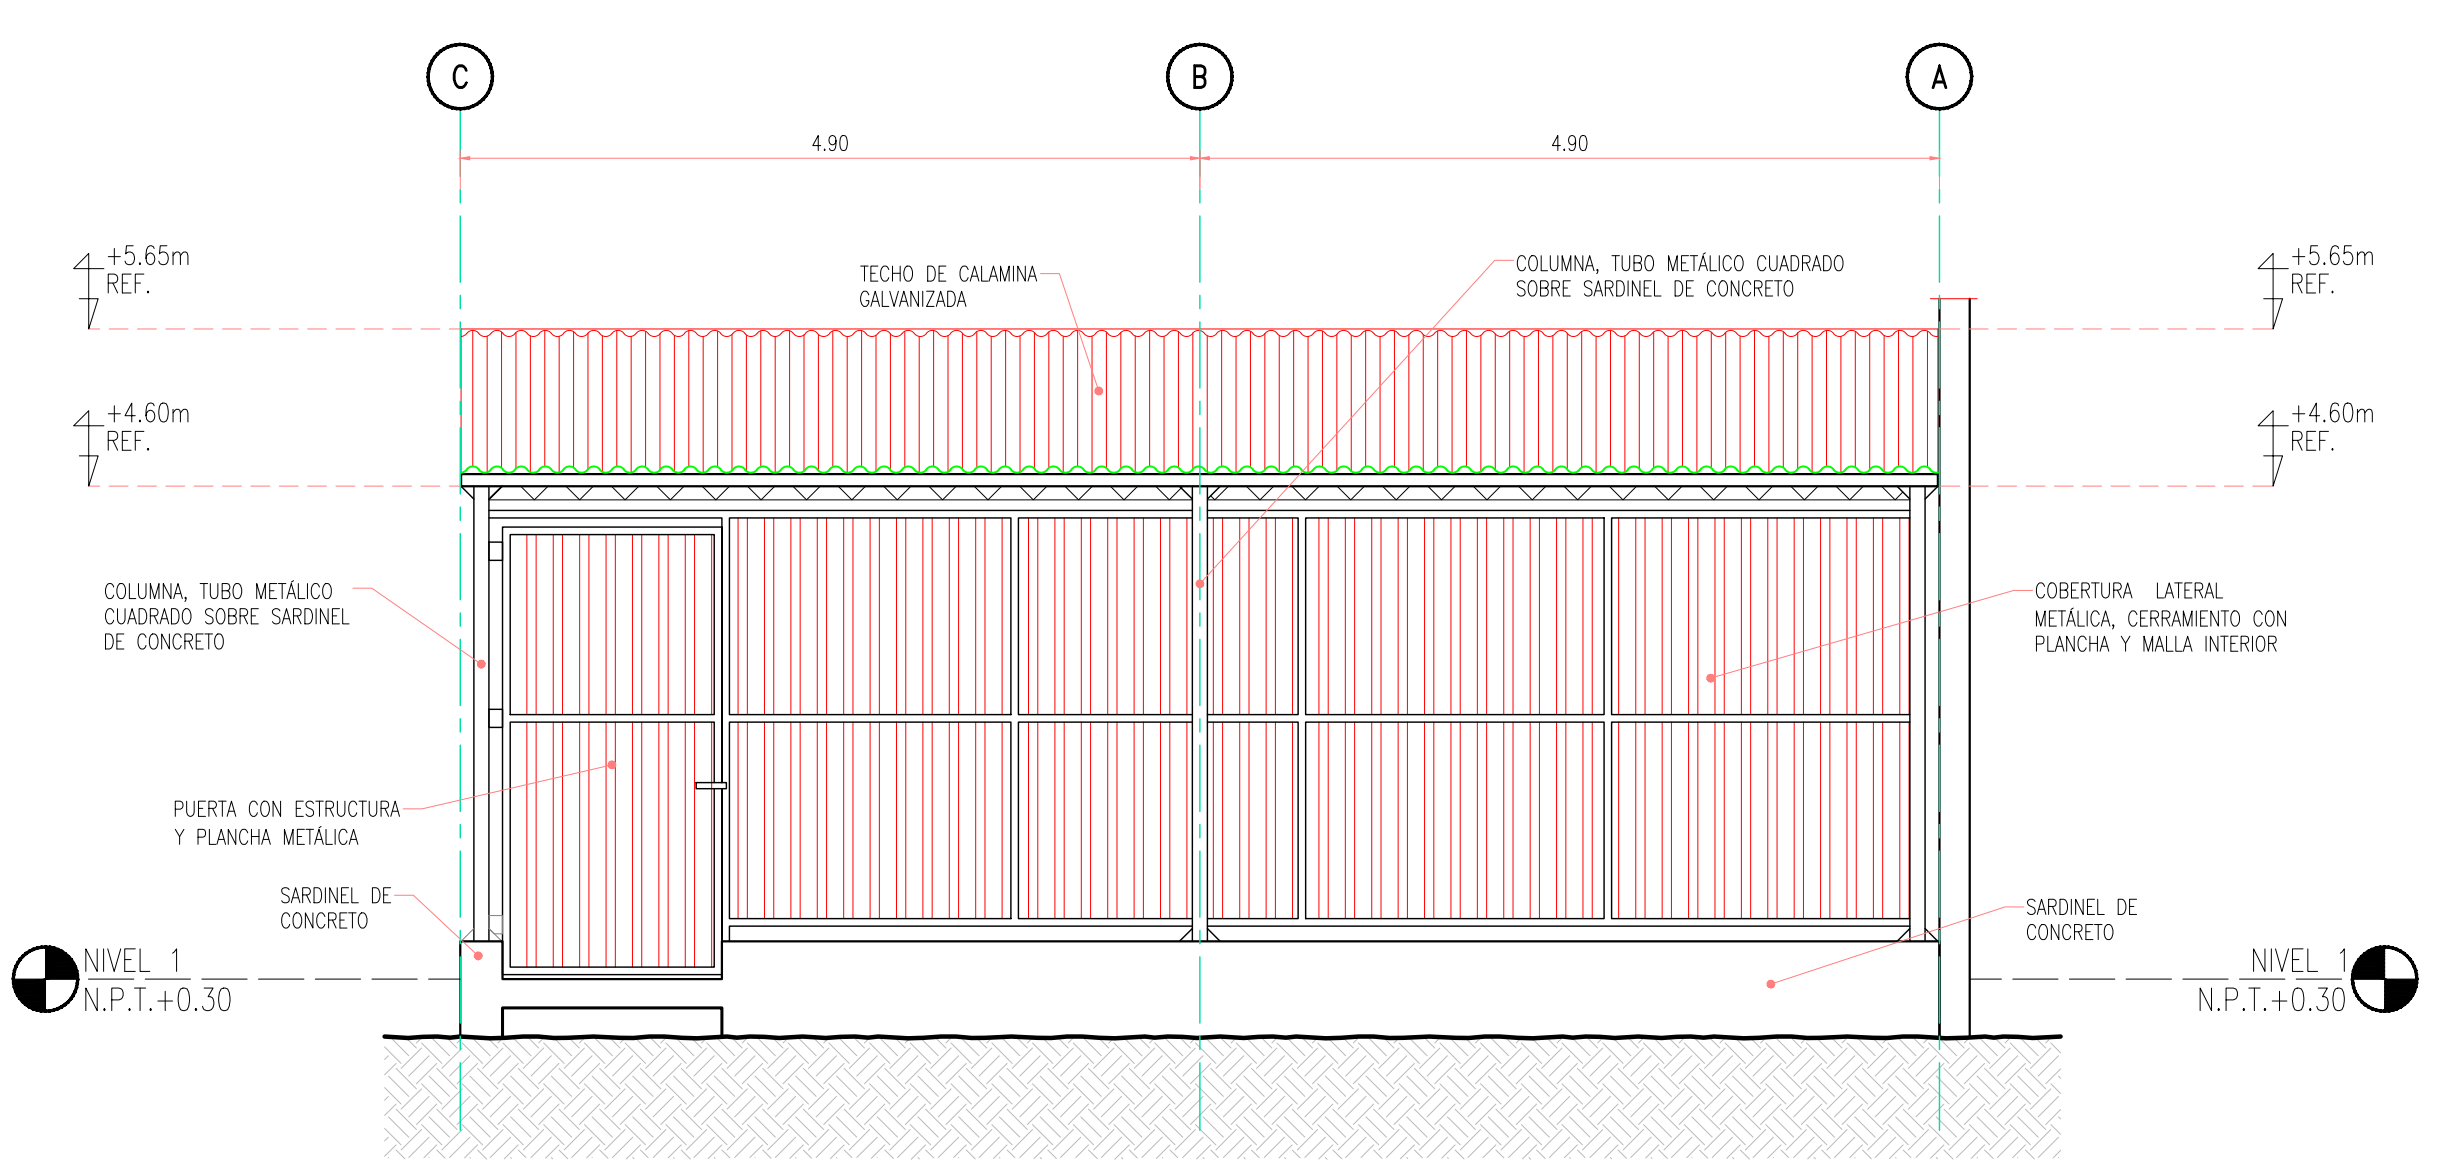 C
B
A
4.90
4.90
+5.65m
REF.
+5.65m
REF.
TECHO DE CALAMINA
GALVANIZADA
COLUMNA, TUBO METÁLICO CUADRADO
SOBRE SARDINEL DE CONCRETO
+4.60m
REF.
+4.60m
REF.
COLUMNA, TUBO METÁLICO
CUADRADO SOBRE SARDINEL
DE CONCRETO
COBERTURA LATERAL
METÁLICA, CERRAMIENTO CON
PLANCHA Y MALLA INTERIOR
PUERTA CON ESTRUCTURA
Y PLANCHA METÁLICA
SARDINEL DE
CONCRETO
SARDINEL DE
CONCRETO
NIVEL 1
N.P.T.+0.30
NIVEL 1
N.P.T.+0.30